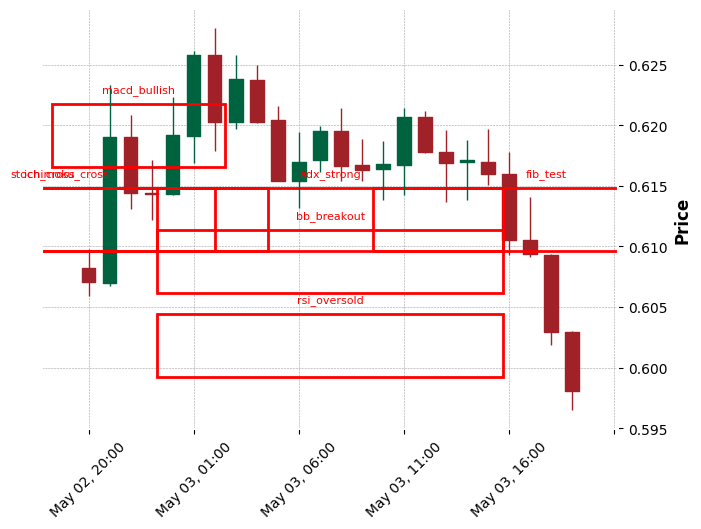 macd_bullish
stoch_cross
ichimoku_cross
adx_strong
fib_test
bb_breakout
rsi_oversold
0.625
0.620
0.615
0.610
0.605
0.600
0.595
Price
May 02, 20:00
May 03, 01:00
May 03, 06:00
May 03, 11:00
May 03, 16:00